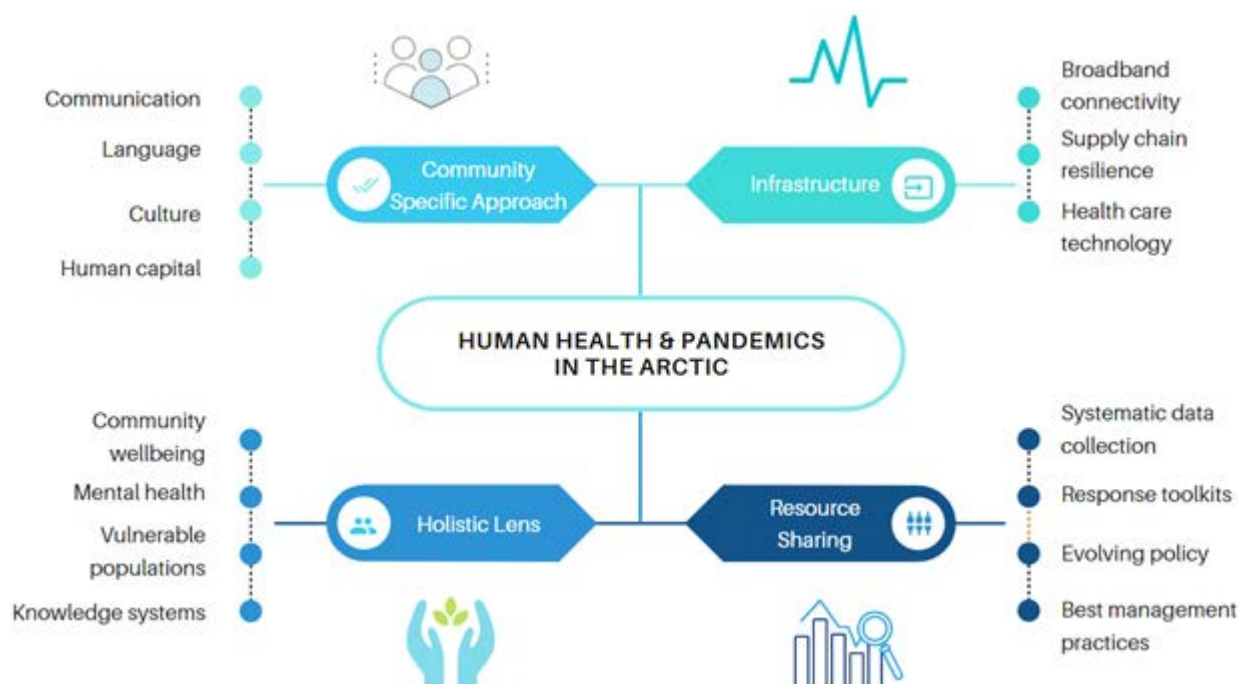 Communication
Language
Culture
Human capital
Community
Specific Approach
Infrastructure
Broadband
connectivity
Supply chain
resilience
Health care
technology
HUMAN HEALTH & PANDEMICS
IN THE ARCTIC
Community
wellbeing
Mental health
Vulnerable
populations
Knowledge systems
Holistic Lens
Resource
Sharing
Systematic data
collection
Response toolkits
Evolving policy
Best management
practices